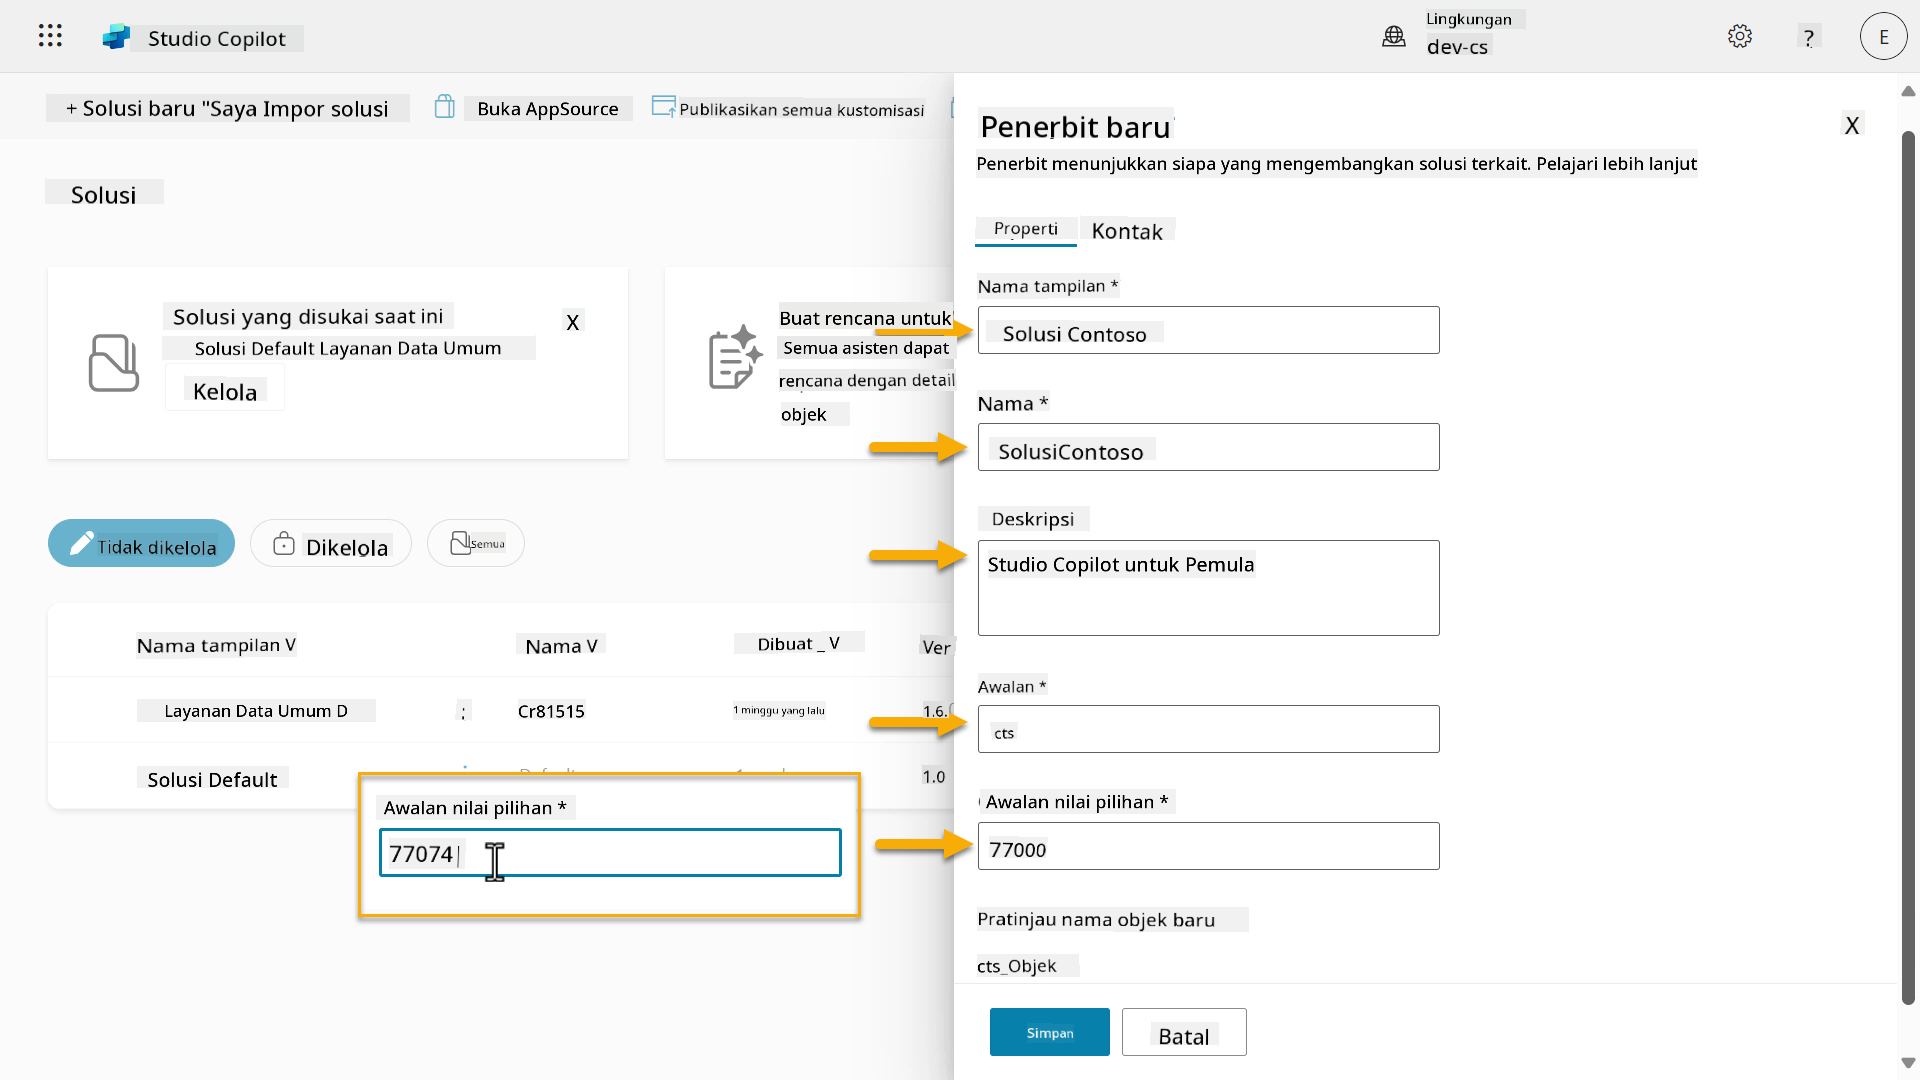 Studio Copilot
Lingkungan
dev-cs
?
E
+ Solusi baru "Saya Impor solusi
Buka AppSource
Publikasikan semua kustomisasi
Solusi
Solusi yang disukai saat ini
X
Solusi Default Layanan Data Umum
Kelola
Buat rencana untuk
Semua asisten dapat
rencana dengan detail
objek
Tidak dikelola
Dikelola
Semua
Nama tampilan V
Nama V
Dibuat _ V
Ver
Layanan Data Umum D
;
Cr81515
1 minggu yang lalu
1.6.
Solusi Default
1.0
Awalan nilai pilihan *
77074
Penerbit baru
X
Penerbit menunjukkan siapa yang mengembangkan solusi terkait. Pelajari lebih lanjut
Properti
Kontak
Nama tampilan *
Solusi Contoso
Nama *
SolusiContoso
Deskripsi
Studio Copilot untuk Pemula
Awalan *
cts
Awalan nilai pilihan *
77000
Pratinjau nama objek baru
cts_Objek
Simpan
Batal